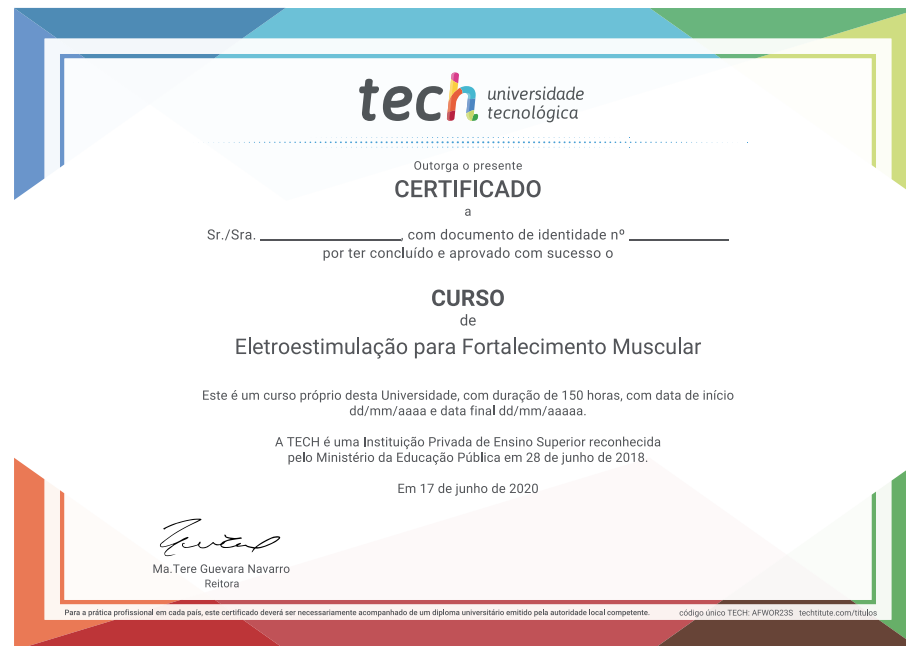 tech universidade
tecnológica
Outorga o presente
CERTIFICADO
a
Sr./Sra. ____________________, com documento de identidade nº ______________
por ter concluído e aprovado com sucesso o
CURSO
de
Eletroestimulação para Fortalecimento Muscular
Este é um curso próprio desta Universidade, com duração de 150 horas, com data de início
dd/mm/aaaa e data final dd/mm/aaaaa.
A TECH é uma Instituição Privada de Ensino Superior reconhecida
pelo Ministério da Educação Pública em 28 de junho de 2018.
Em 17 de junho de 2020
Ma.Tere Guevara Navarro
Reitora
Para a prática profissional em cada país, este certificado deverá ser necessariamente acompanhado de um diploma universitário emitido pela autoridade local competente. código único TECH: AFWOR23S techtitute.com/titulos